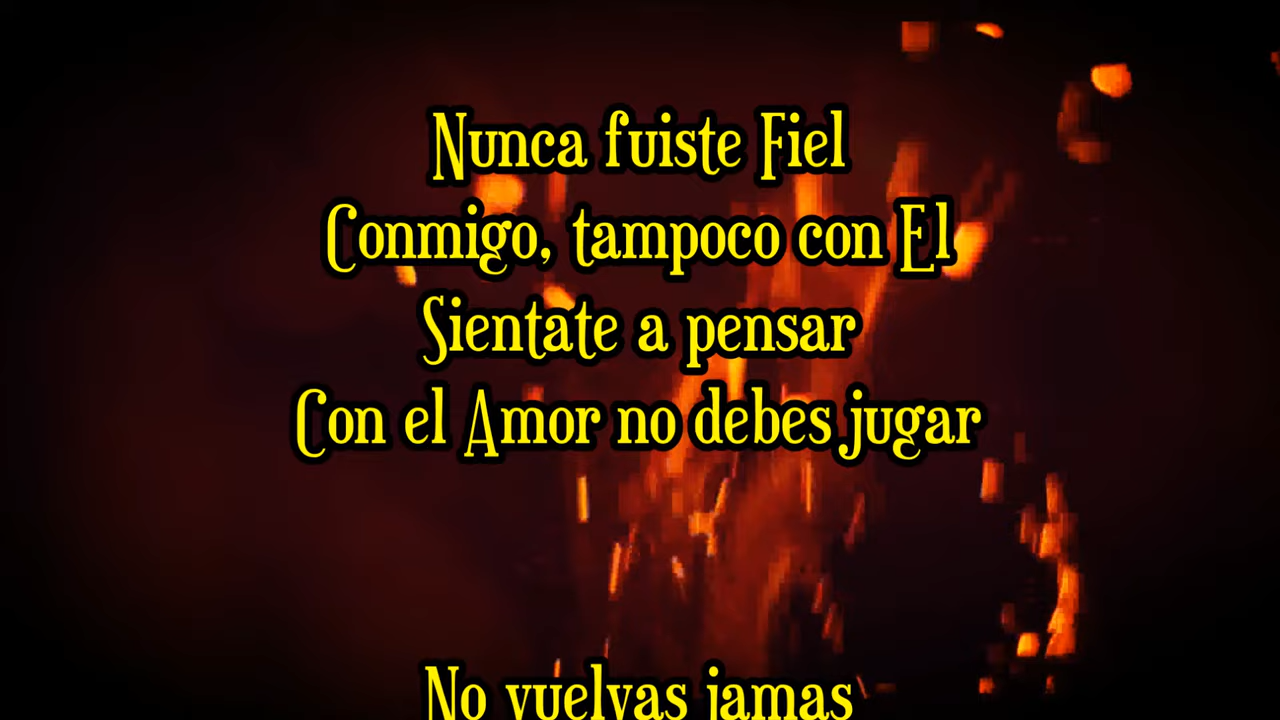 Nunca fuiste Fiel
Conmigo, tampoco con El
Sientate a pensar
Con el Amor no debes jugar
No vuelvas jamas